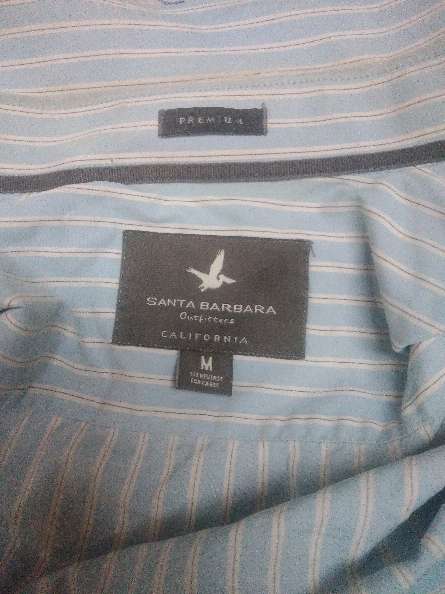 PREMIUM
SANTA BARBARA
Outfitters
CALIFORNIA
M